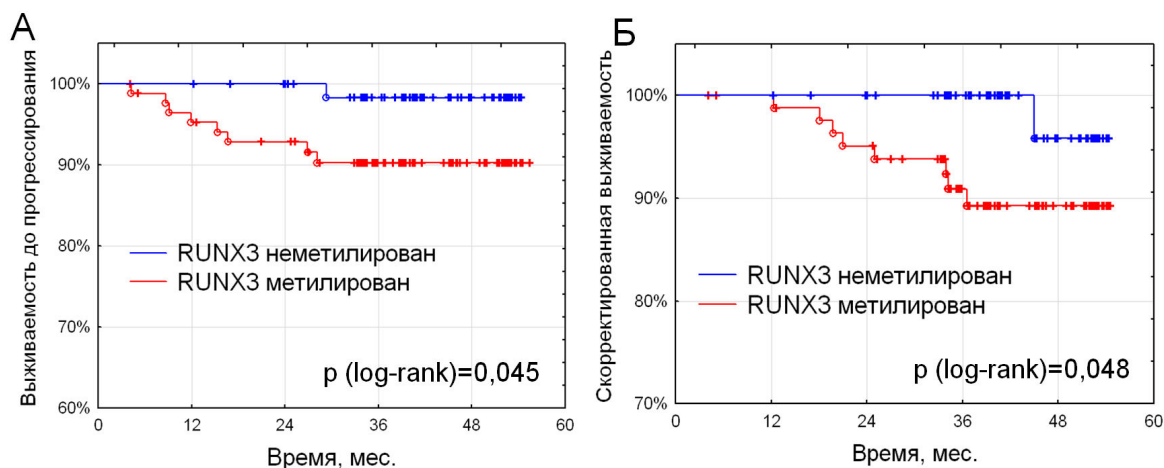 А
Выживаемость до прогрессирования
100%
90%
80%
70%
60%
RUNX3 неметилирован
RUNX3 метилирован
p (log-rank)=0,045
0 12 24 36 48 60
Время, мес.
Б
Скорректированная выживаемость
100%
90%
80%
70%
RUNX3 неметилирован
RUNX3 метилирован
p (log-rank)=0,048
0 12 24 36 48 60
Время, мес.